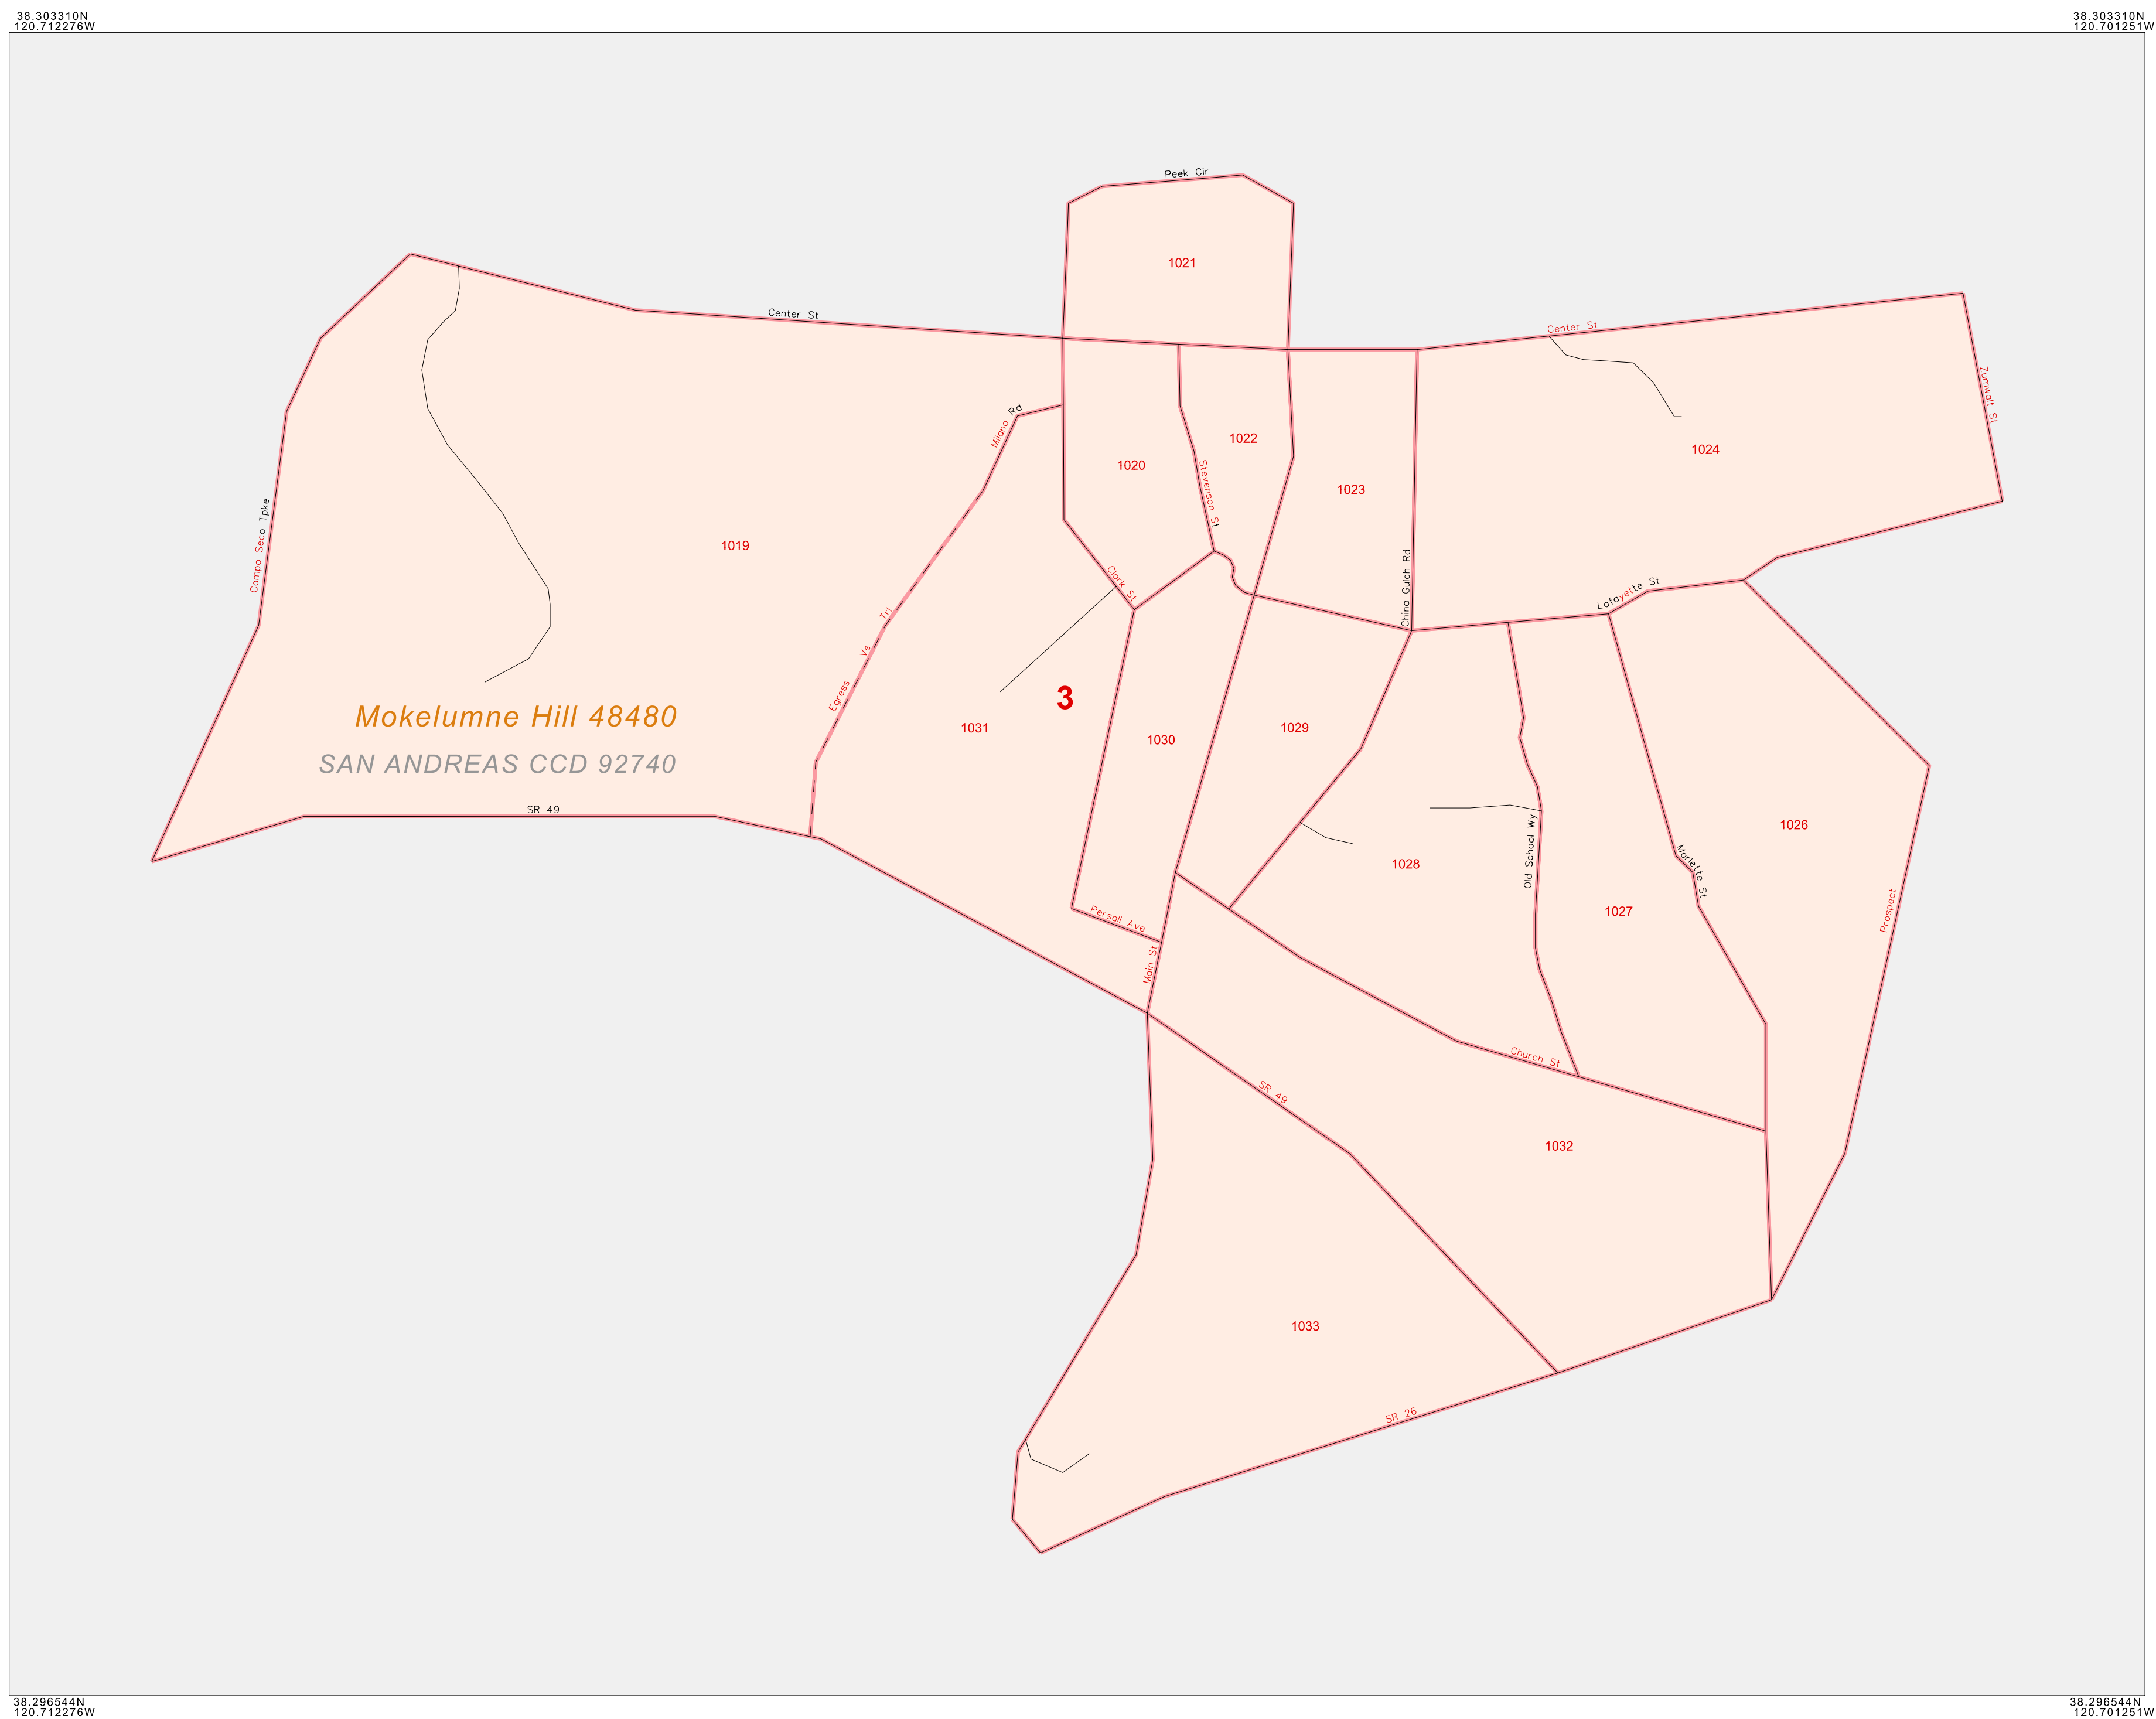 38.303310N
120.712276W
38.303310N
120.701251W
Peek Cir
1021
Center St
Center St
Zumwalt St
Milano Rd
1022
1024
1020
1023
Stevenson St
Campo Seco Tpke
1019
China Gulch Rd
Clark St
Lafayette St
Egress Ve Trl
3
Mokelumne Hill 48480
SAN ANDREAS CCD 92740
1031
1030
1029
SR 49
1026
1028
Old School Wy
Marlette St
1027
Prospect
Persall Ave
Main St
Church St
SR 49
1032
1033
SR 26
38.296544N
120.712276W
38.296544N
120.701251W